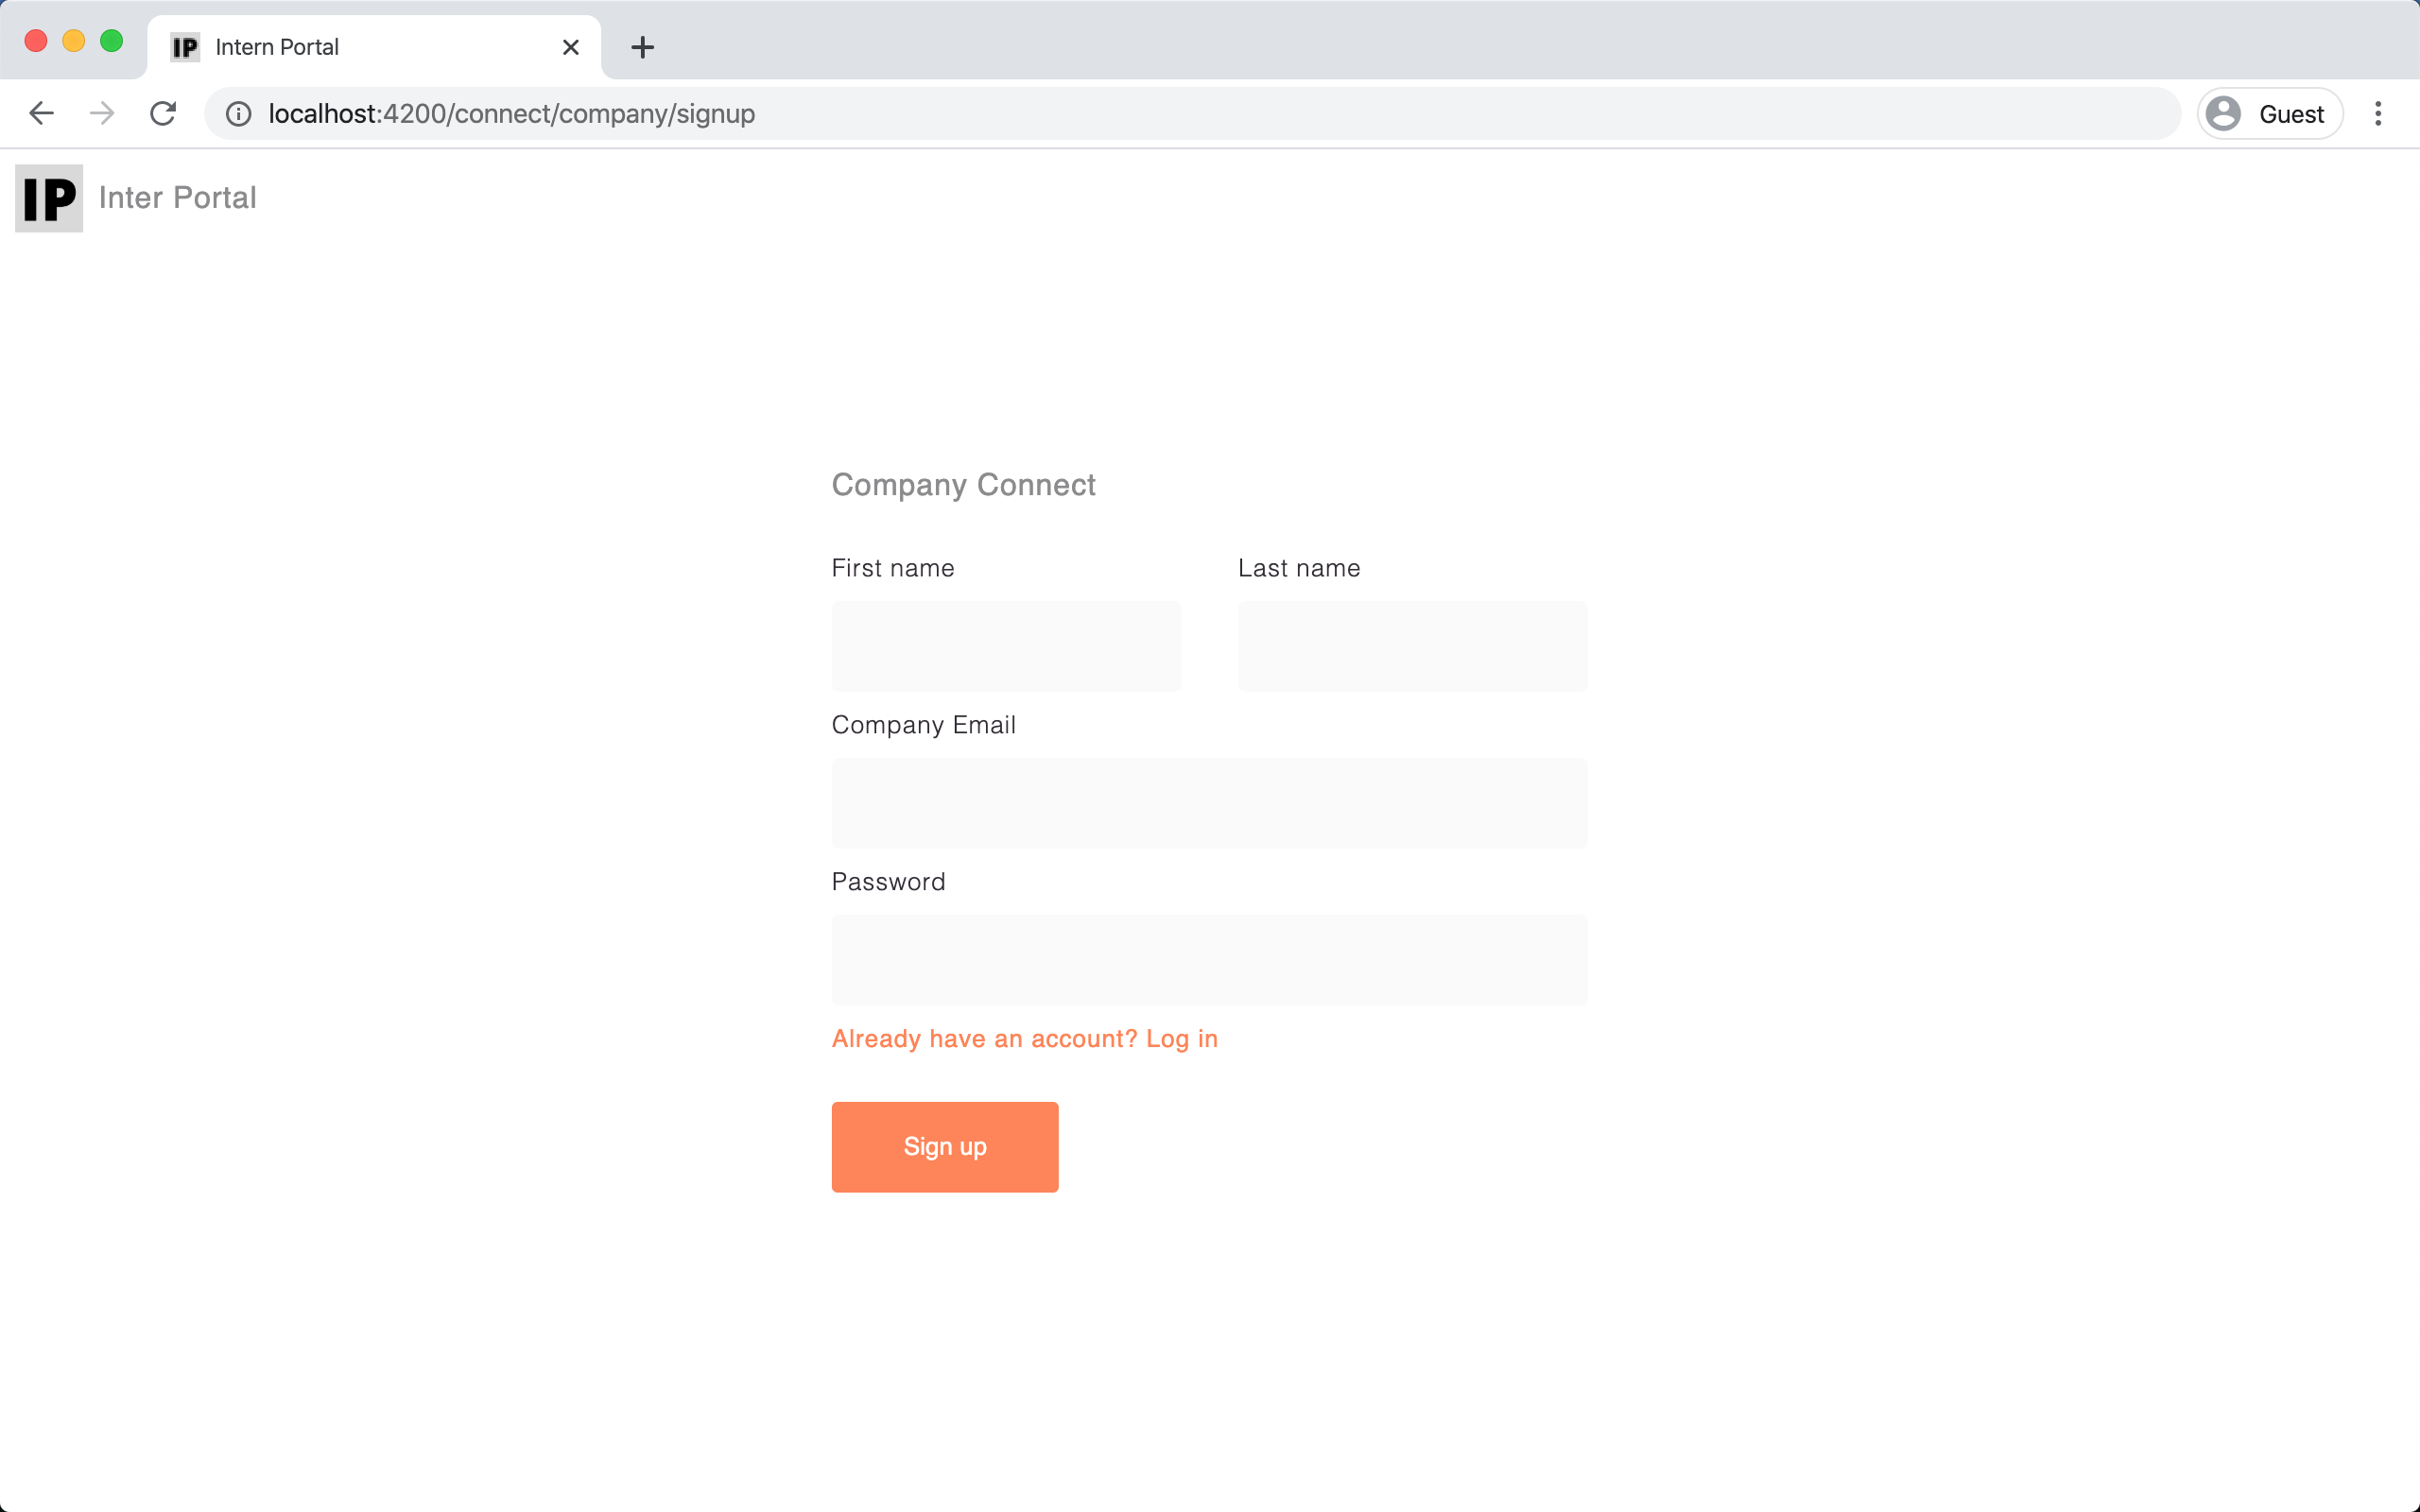 IP Intern Portal
localhost:4200/connect/company/signup
Guest
IP Inter Portal
Company Connect
First name Last name
Company Email
Password
Already have an account? Log in
Sign up